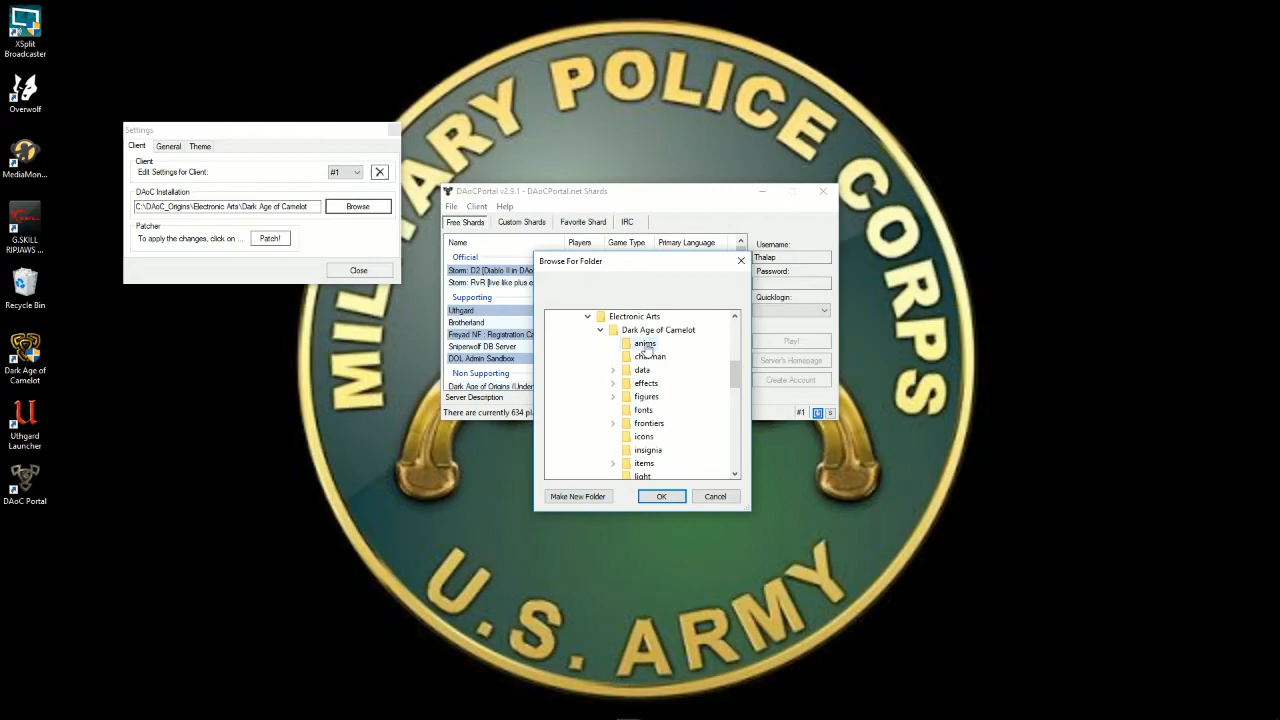 MILITARY POLICE CORPS
U.S. ARMY
XSplit
Broadcaster
Overwolf
MediaMon...
G.SKILL
RIPJAWS ...
Recycle Bin
Dark Age of
Camelot
Uthgard
Launcher
DAoC Portal
Settings
Client General Theme
Client
Edit Settings for Client:
#1
DAoC Installation
C:\DAoC_Origins\Electronic Arts\Dark Age of Camelot
Browse
Patcher
To apply the changes, click on ...
Patch!
Close
DAoCPortal v2.9.1 - DAoCPortal.net Shards
File Client Help
Free Shards Custom Shards Favorite Shard IRC
Name Players Game Type Primary Language
Official
Storm: D2 [Diablo II in DAo
Storm: RvR [live like plus e
Supporting
Uthgard
Brotherland
Freyad NF : Registration Ca
Sniperwolf DB Server
DOL Admin Sandbox
Non Supporting
Dark Age of Origins (Under
Server Description
There are currently 634 pl
Username:
Thalap
Password:
Quicklogin:
Play!
Server's Homepage
Create Account
#1
S
Browse For Folder
Electronic Arts
Dark Age of Camelot
anims
data
effects
figures
fonts
frontiers
icons
insignia
items
light
Make New Folder
OK
Cancel